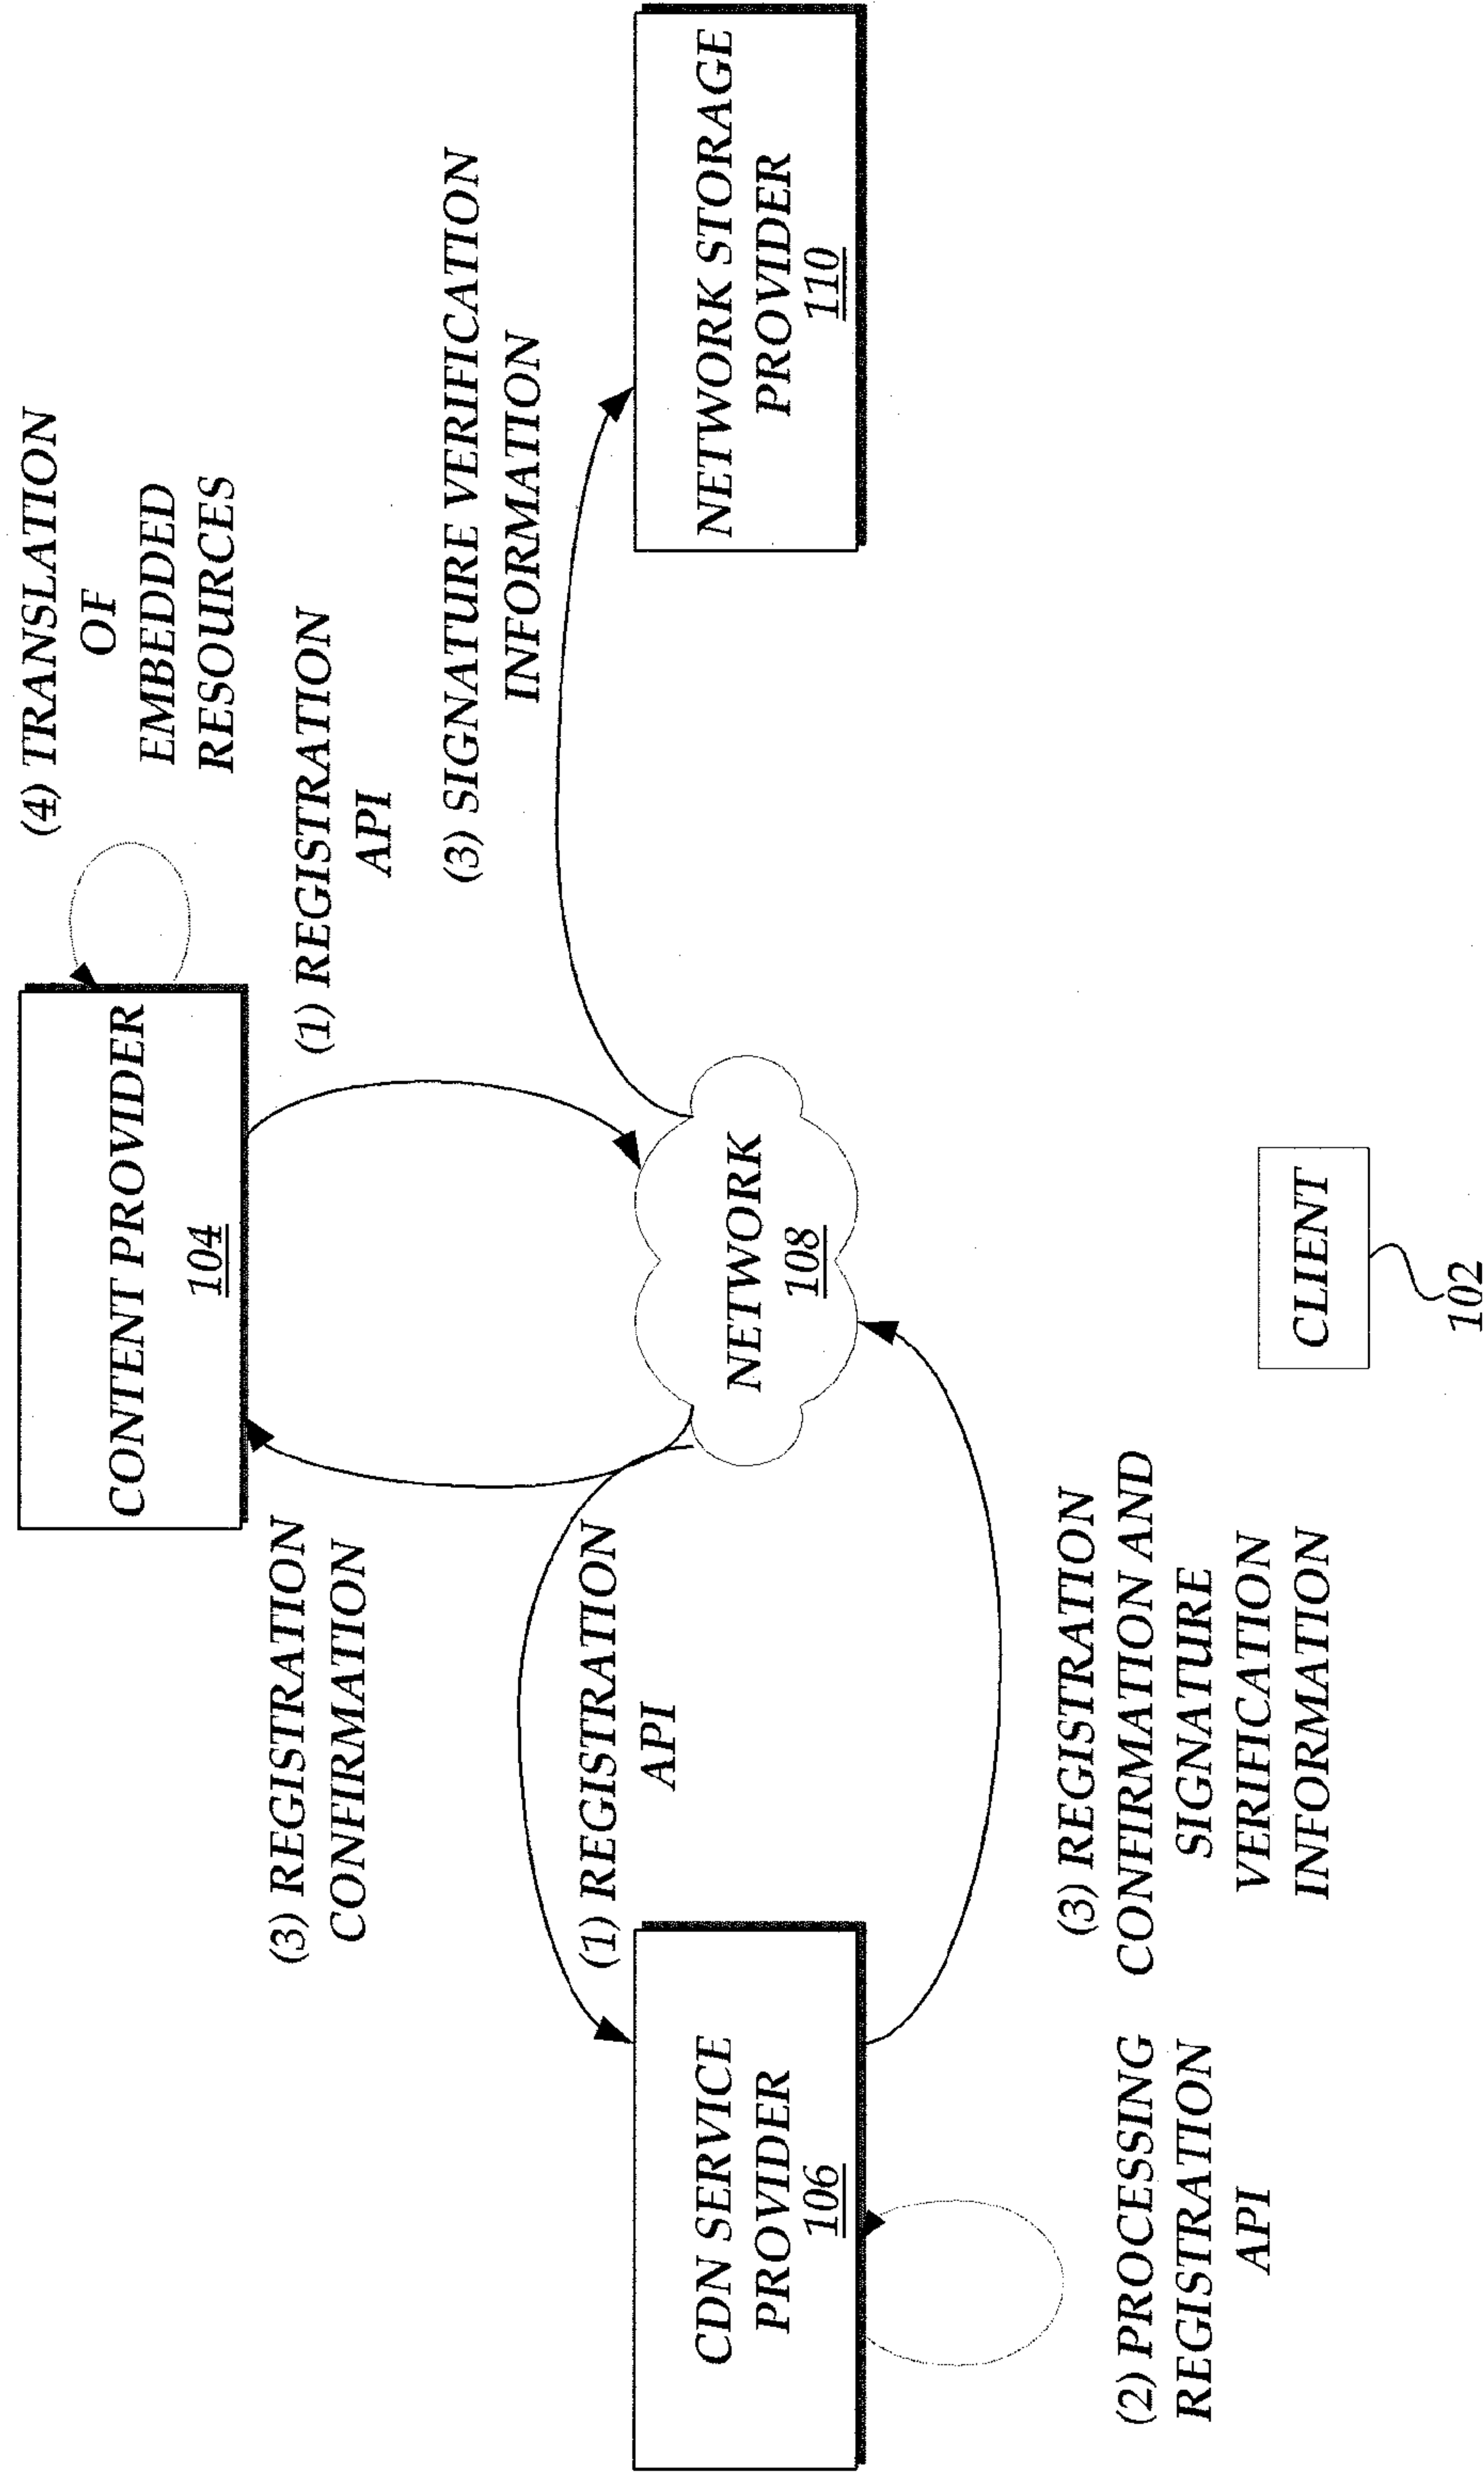 CONTENT PROVIDER
104
(4) TRANSLATION
OF
EMBEDDED
RESOURCES
(3) REGISTRATION
CONFIRMATION
(1) REGISTRATION
API
(3) SIGNATURE VERIFICATION
INFORMATION
(1) REGISTRATION
API
CDN SERVICE
PROVIDER
106
NETWORK
108
NETWORK STORAGE
PROVIDER
110
(2) PROCESSING
REGISTRATION
API
(3) REGISTRATION
CONFIRMATION AND
SIGNATURE
VERIFICATION
INFORMATION
CLIENT
102